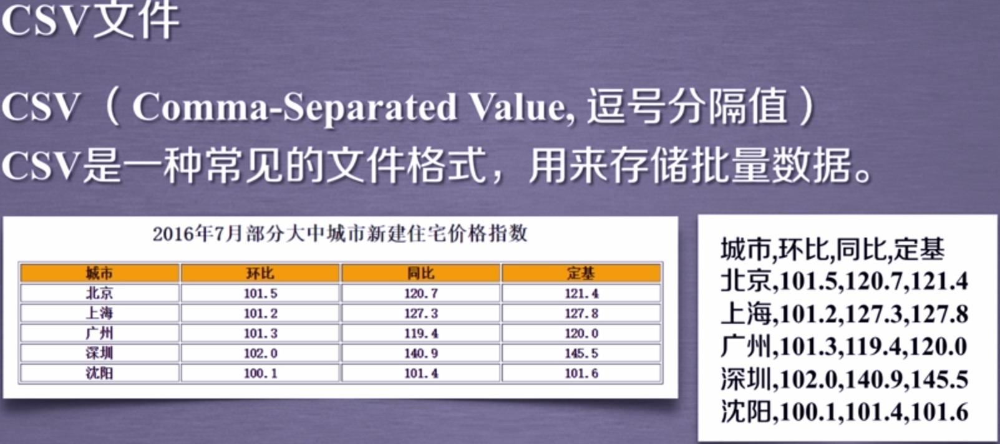 CSV文件
CSV（Comma-Separated Value, 逗号分隔值）
CSV是一种常见的文件格式，用来存储批量数据。
2016年7月部分大中城市新建住宅价格指数
城市 环比 同比 定基
北京 101.5 120.7 121.4
上海 101.2 127.3 127.8
广州 101.3 119.4 120.0
深圳 102.0 140.9 145.5
沈阳 100.1 101.4 101.6
城市,环比,同比,定基
北京,101.5,120.7,121.4
上海,101.2,127.3,127.8
广州,101.3,119.4,120.0
深圳,102.0,140.9,145.5
沈阳,100.1,101.4,101.6